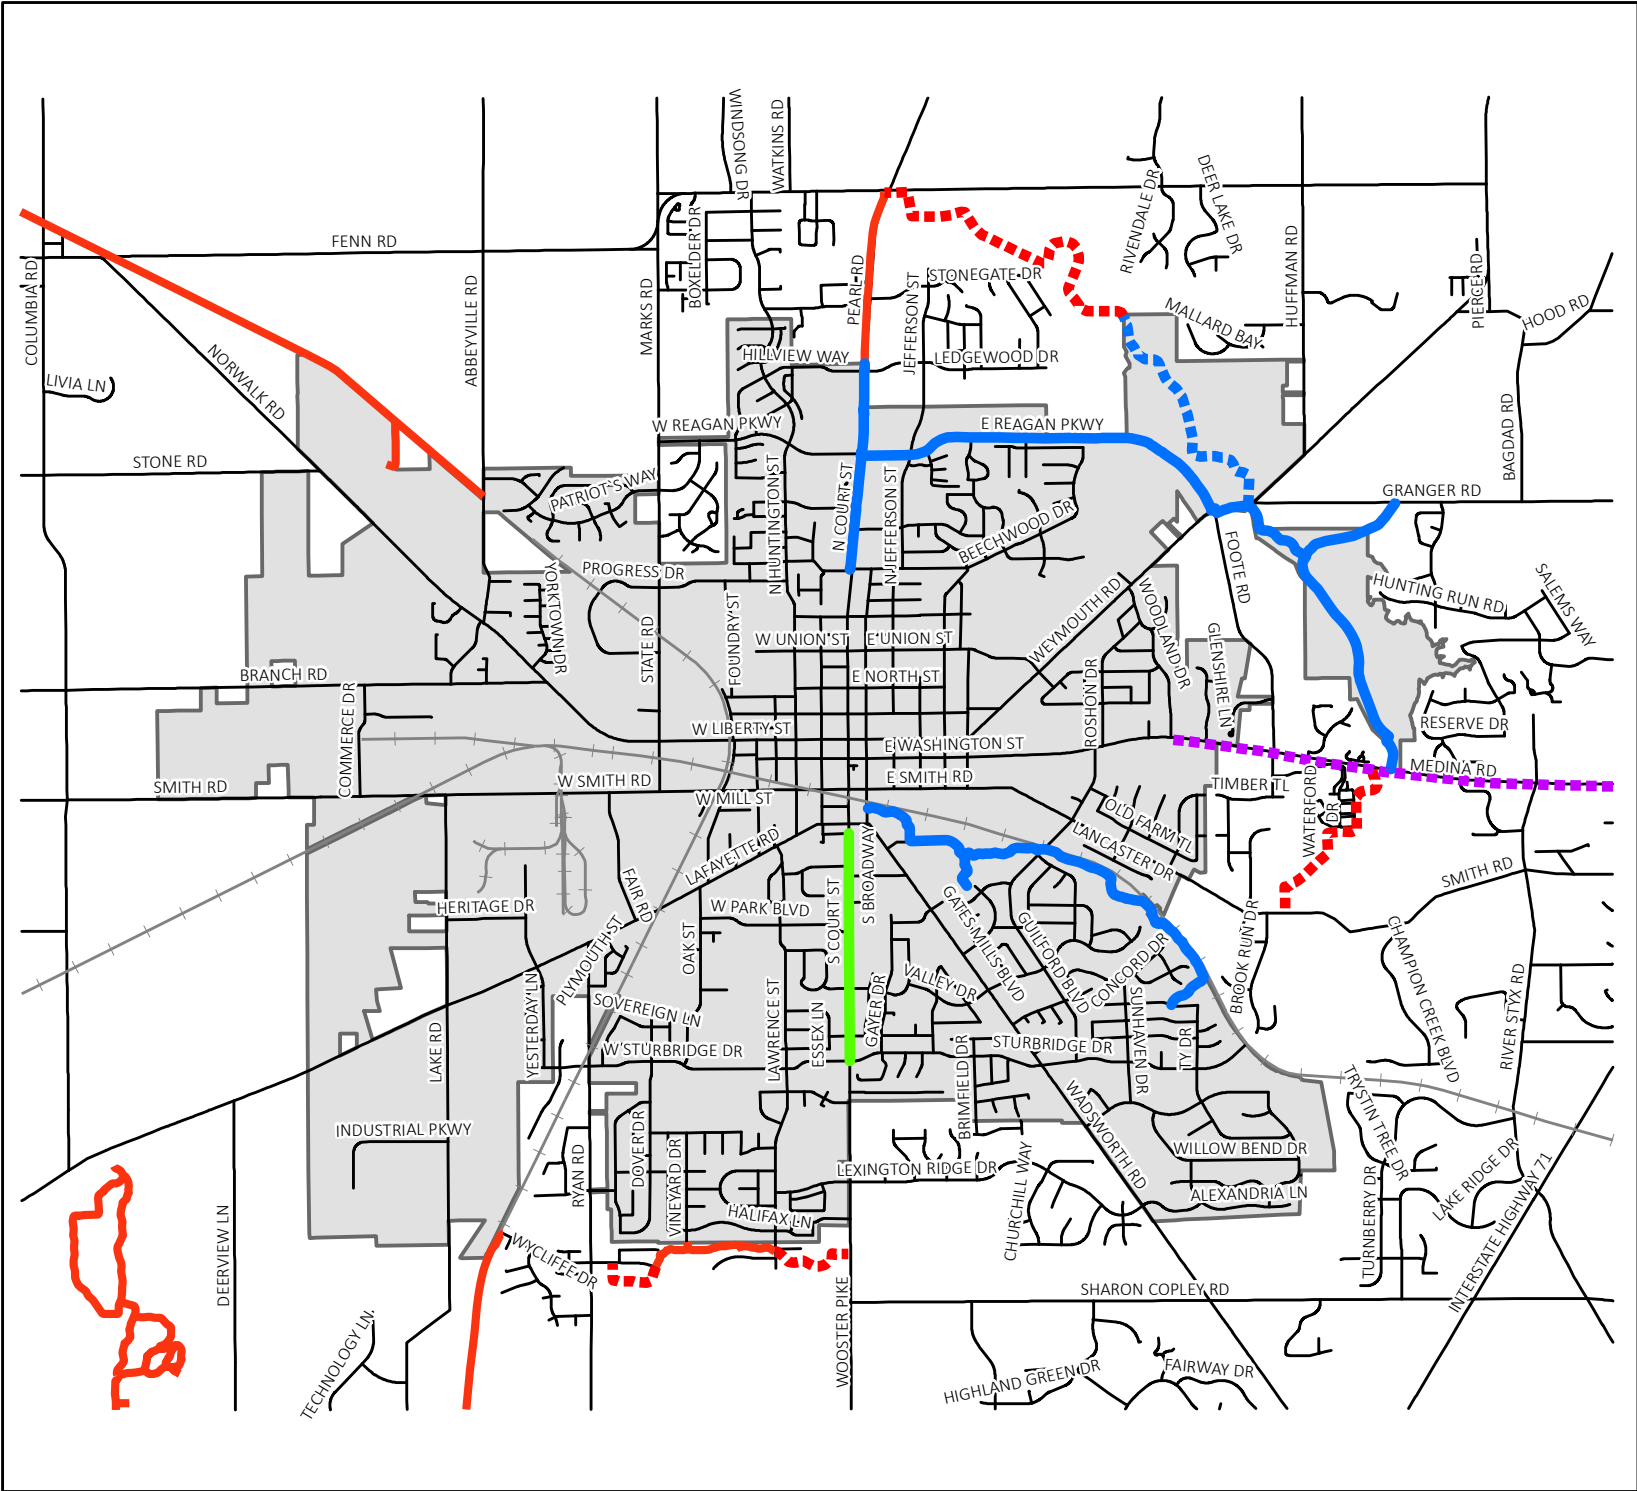 WINDSONG DR
WATKINS RD
RIVENDALE DR
DEER LAKE DR
FENN RD
BOXELDER DR
HUFFMAN RD
COLUMBIA RD
ABBEYVILLE RD
MARKS RD
PEARL RD
JEFFERSON ST
STONEGATE DR
PIERCE RD
HOOD RD
MALLARD BAY
NORWALK RD
LIVIA LN
HILLVIEW WAY
LEDGEWOOD DR
W REAGAN PKWY
E REAGAN PKWY
BAGDAD RD
STONE RD
PATRIOT'S WAY
N HUNTINGTON ST
N COURT ST
N JEFFERSON ST
GRANGER RD
BEECHWOOD DR
FOOTE RD
PROGRESS DR
YORKTOWN DR
HUNTING RUN RD
SALEMS WAY
STATE RD
FOUNDRY ST
W UNION ST
E UNION ST
WEYMOUTH RD
WOODLAND DR
GLENSHIRE LN
BRANCH RD
E NORTH ST
ROSHON DR
COMMERCE DR
W LIBERTY ST
E WASHINGTON ST
RESERVE DR
SMITH RD
W SMITH RD
E SMITH RD
TIMBER TL
MEDINA RD
WATERFORD DR
W MILL ST
OLD FARM TL
LANCASTER DR
LAFAYETTE RD
S BROADWAY
SMITH RD
HERITAGE DR
FAIR RD
W PARK BLVD
S COURT ST
GATES MILLS BLVD
GUILFORD BLVD
CONCORD DR
BROOK RUN DR
CHAMPION CREEK BLVD
PLYMOUTH ST
OAK ST
VALLEY DR
YESTERDAY LN
SOVEREIGN LN
LAWRENCE ST
ESSEX LN
GAYER DR
SUNHAVEN DR
TY DR
RIVER STYX RD
LAKE RD
W STURBRIDGE DR
STURBRIDGE DR
BRIMFIELD DR
WADSWORTH RD
TRYSTIN TREE DR
INDUSTRIAL PKWY
DOVER DR
VINEYARD DR
RYAN RD
LEXINGTON RIDGE DR
WILLOW BEND DR
CHURCHILL WAY
ALEXANDRIA LN
LAKE RIDGE DR
TURNBERRY DR
INTERSTATE HIGHWAY 71
HALIFAX LN
DEERVIEW LN
WYCLIFFE DR
SHARON COPLEY RD
WOOSTER PIKE
TECHNOLOGY LN.
HIGHLAND GREEN DR
FAIRWAY DR